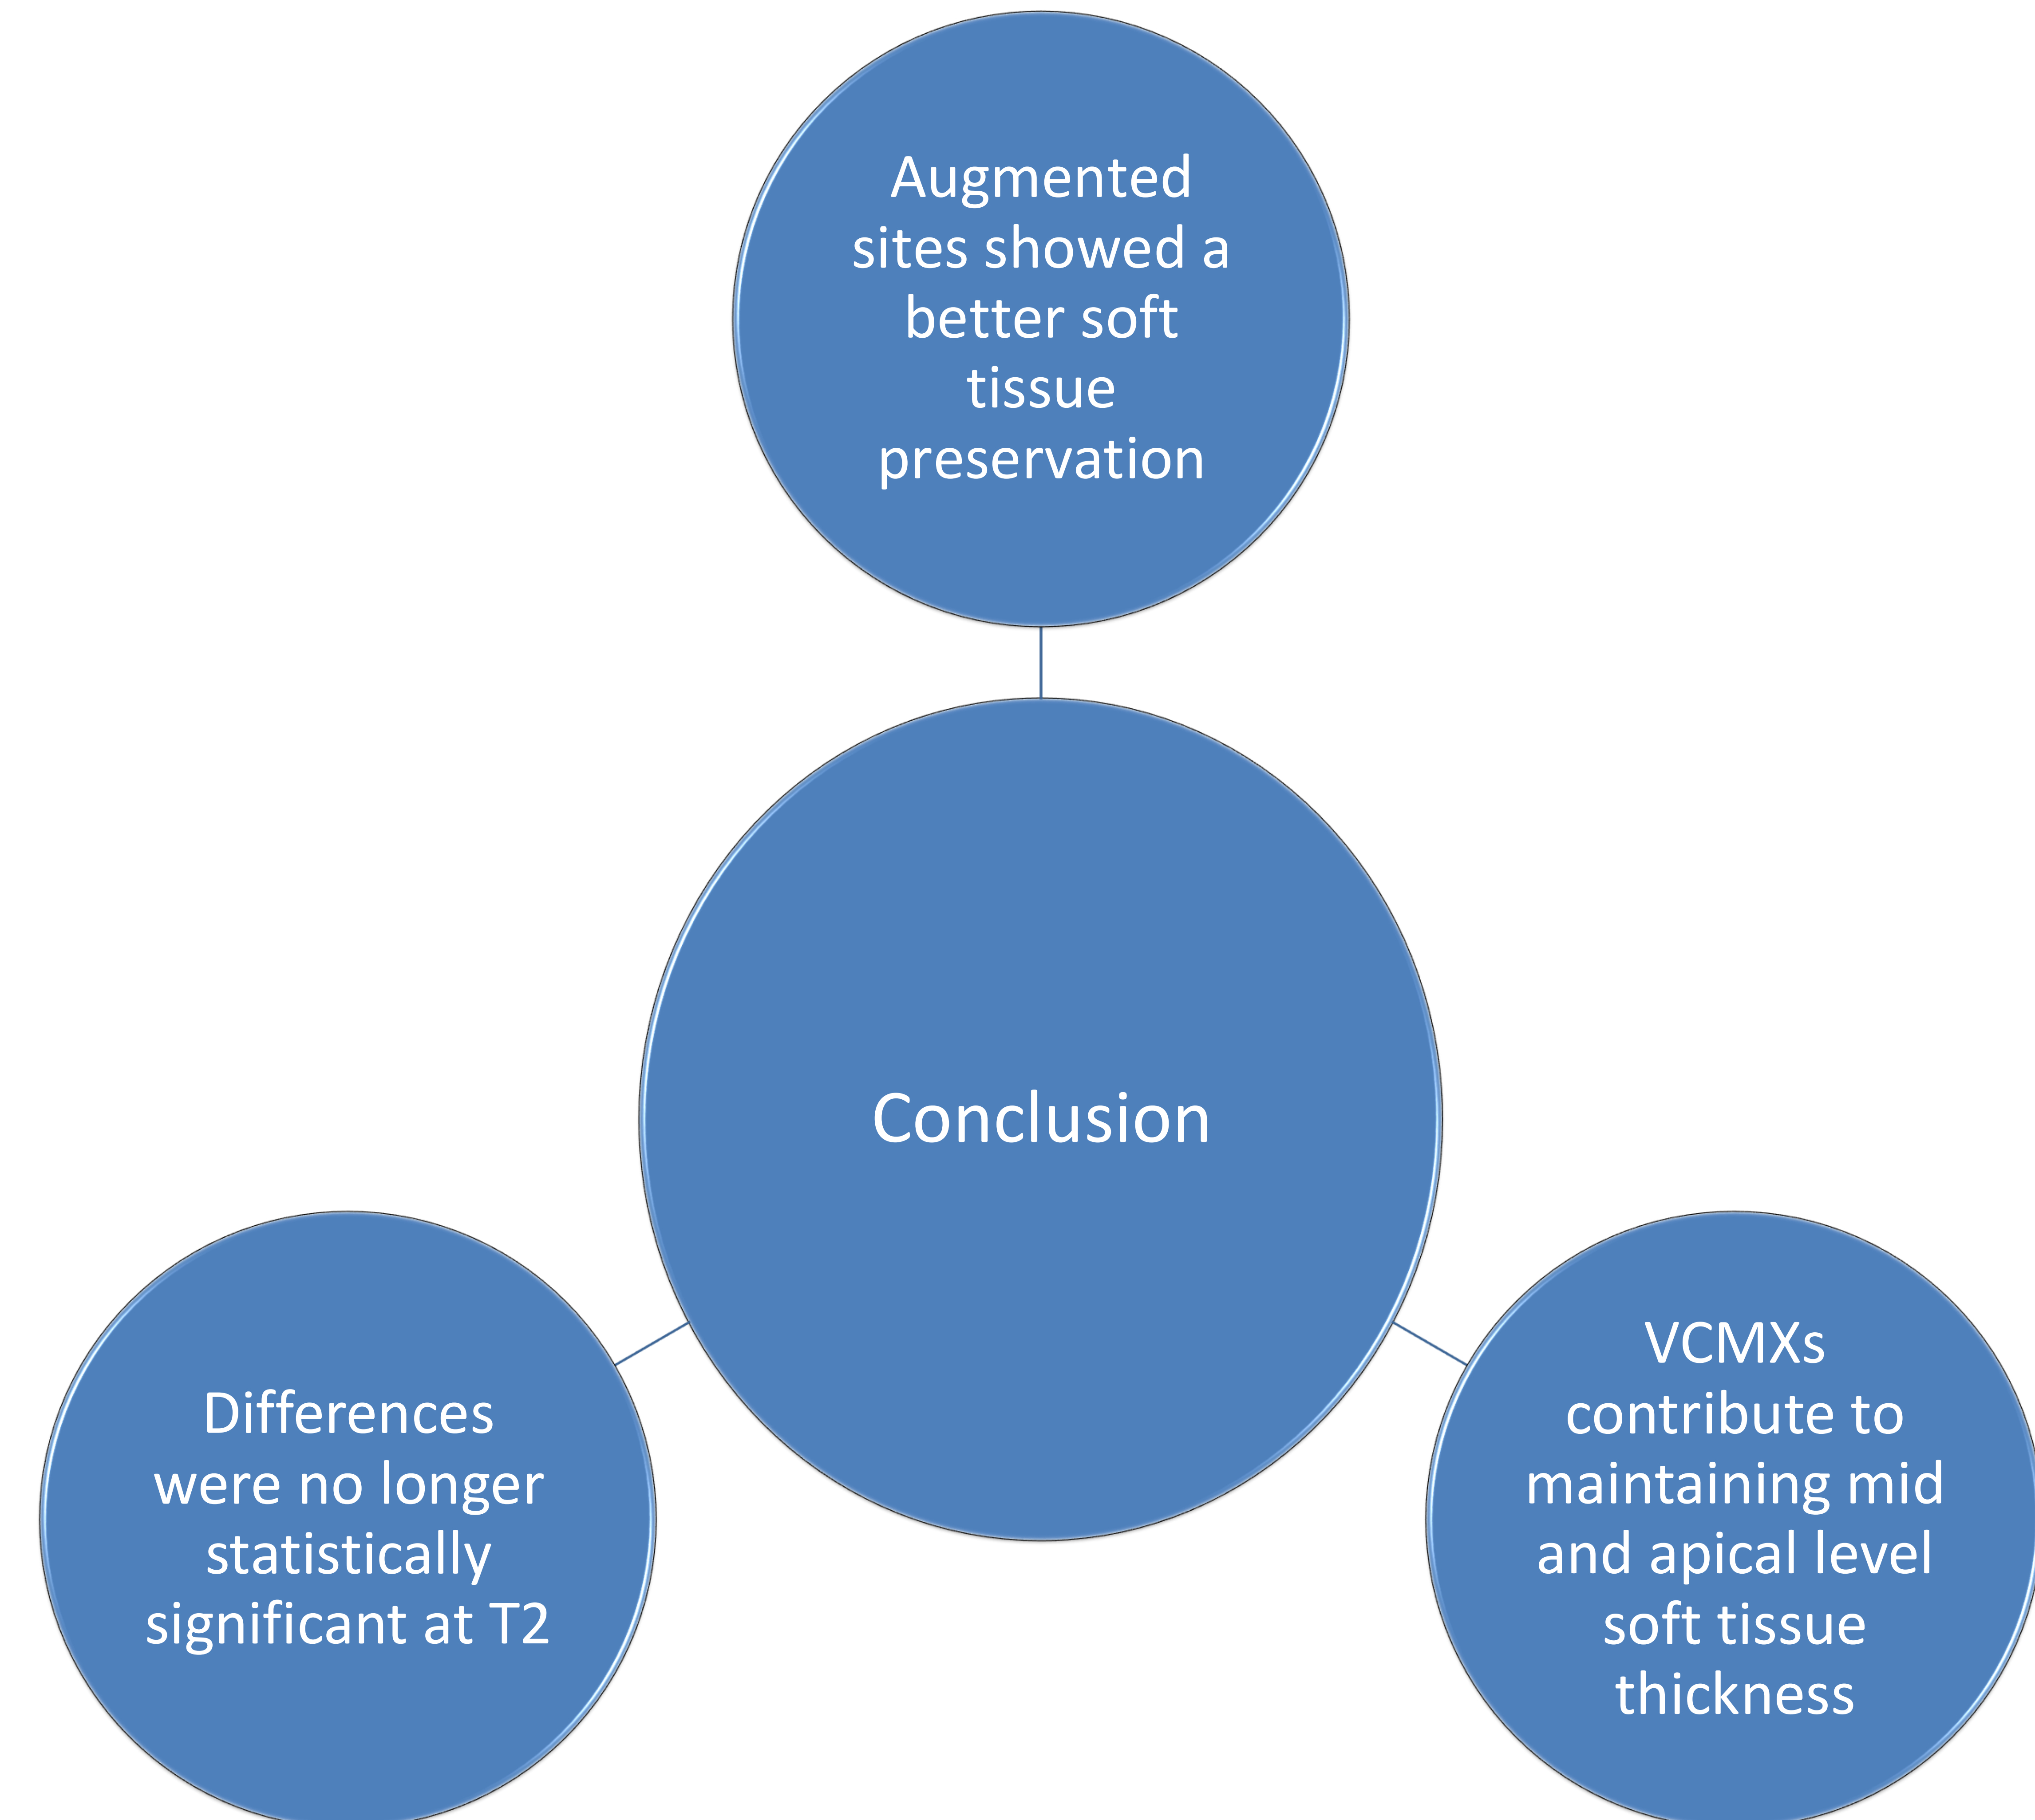 Augmented
sites showed a
better soft
tissue
preservation
Conclusion
Differences
were no longer
statistically
significant at T2
VCMXs
contribute to
maintaining mid
and apical level
soft tissue
thickness